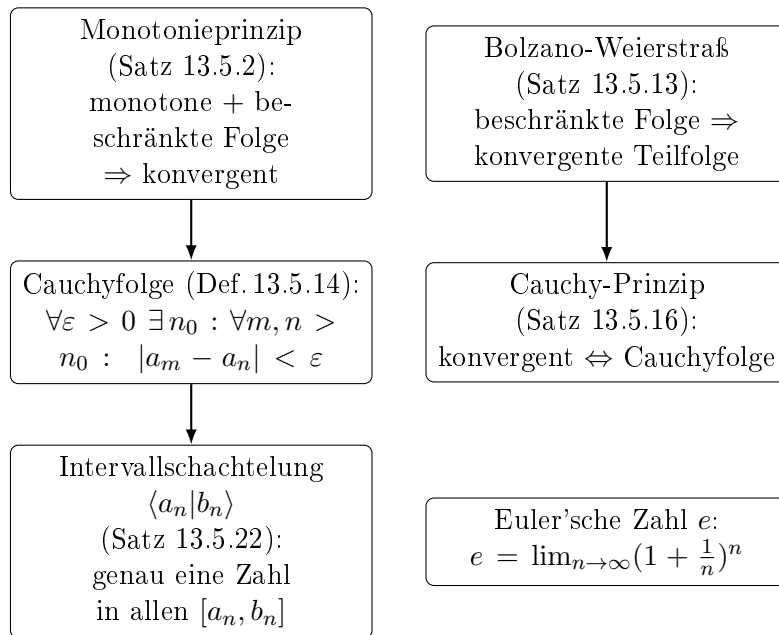 Monotonieprinzip
(Satz 13.5.2):
monotone + be-
schränkte Folge
⇒ konvergent
Bolzano-Weierstraß
(Satz 13.5.13):
beschränkte Folge ⇒
konvergente Teilfolge
Cauchyfolge (Def. 13.5.14):
∀ε > 0 ∃ n₀ : ∀m, n >
n₀ : |aₘ − aₙ| < ε
Cauchy-Prinzip
(Satz 13.5.16):
konvergent ⇔ Cauchyfolge
Intervallschachtelung
⟨aₙ|bₙ⟩
(Satz 13.5.22):
genau eine Zahl
in allen [aₙ, bₙ]
Euler'sche Zahl e:
e = limₙ→∞(1 + 1/n)ⁿ